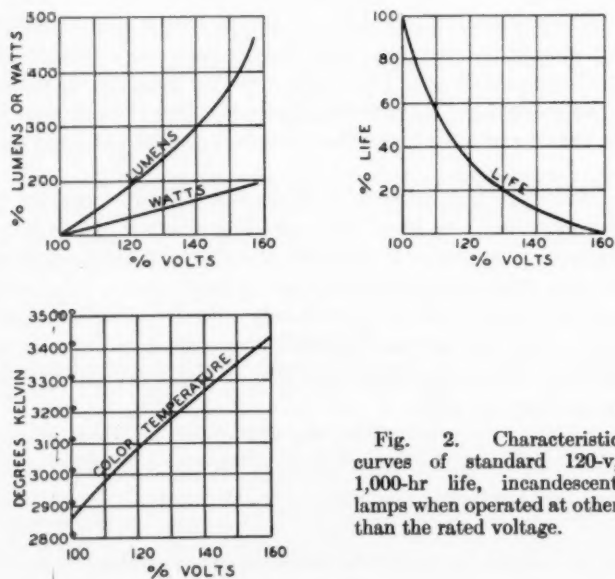 500
400
300
200
100 120 140 160
% LUMENS OR WATTS
LUMENS
WATTS
% VOLTS
100
80
60
40
20
100 120 140 160
% LIFE
LIFE
% VOLTS
3500
3400
3300
3200
3100
3000
2900
2800
100 120 140 160
DEGREES KELVIN
COLOR TEMPERATURE
% VOLTS
Fig. 2. Characteristic
curves of standard 120-v,
1,000-hr life, incandescent
lamps when operated at other
than the rated voltage.